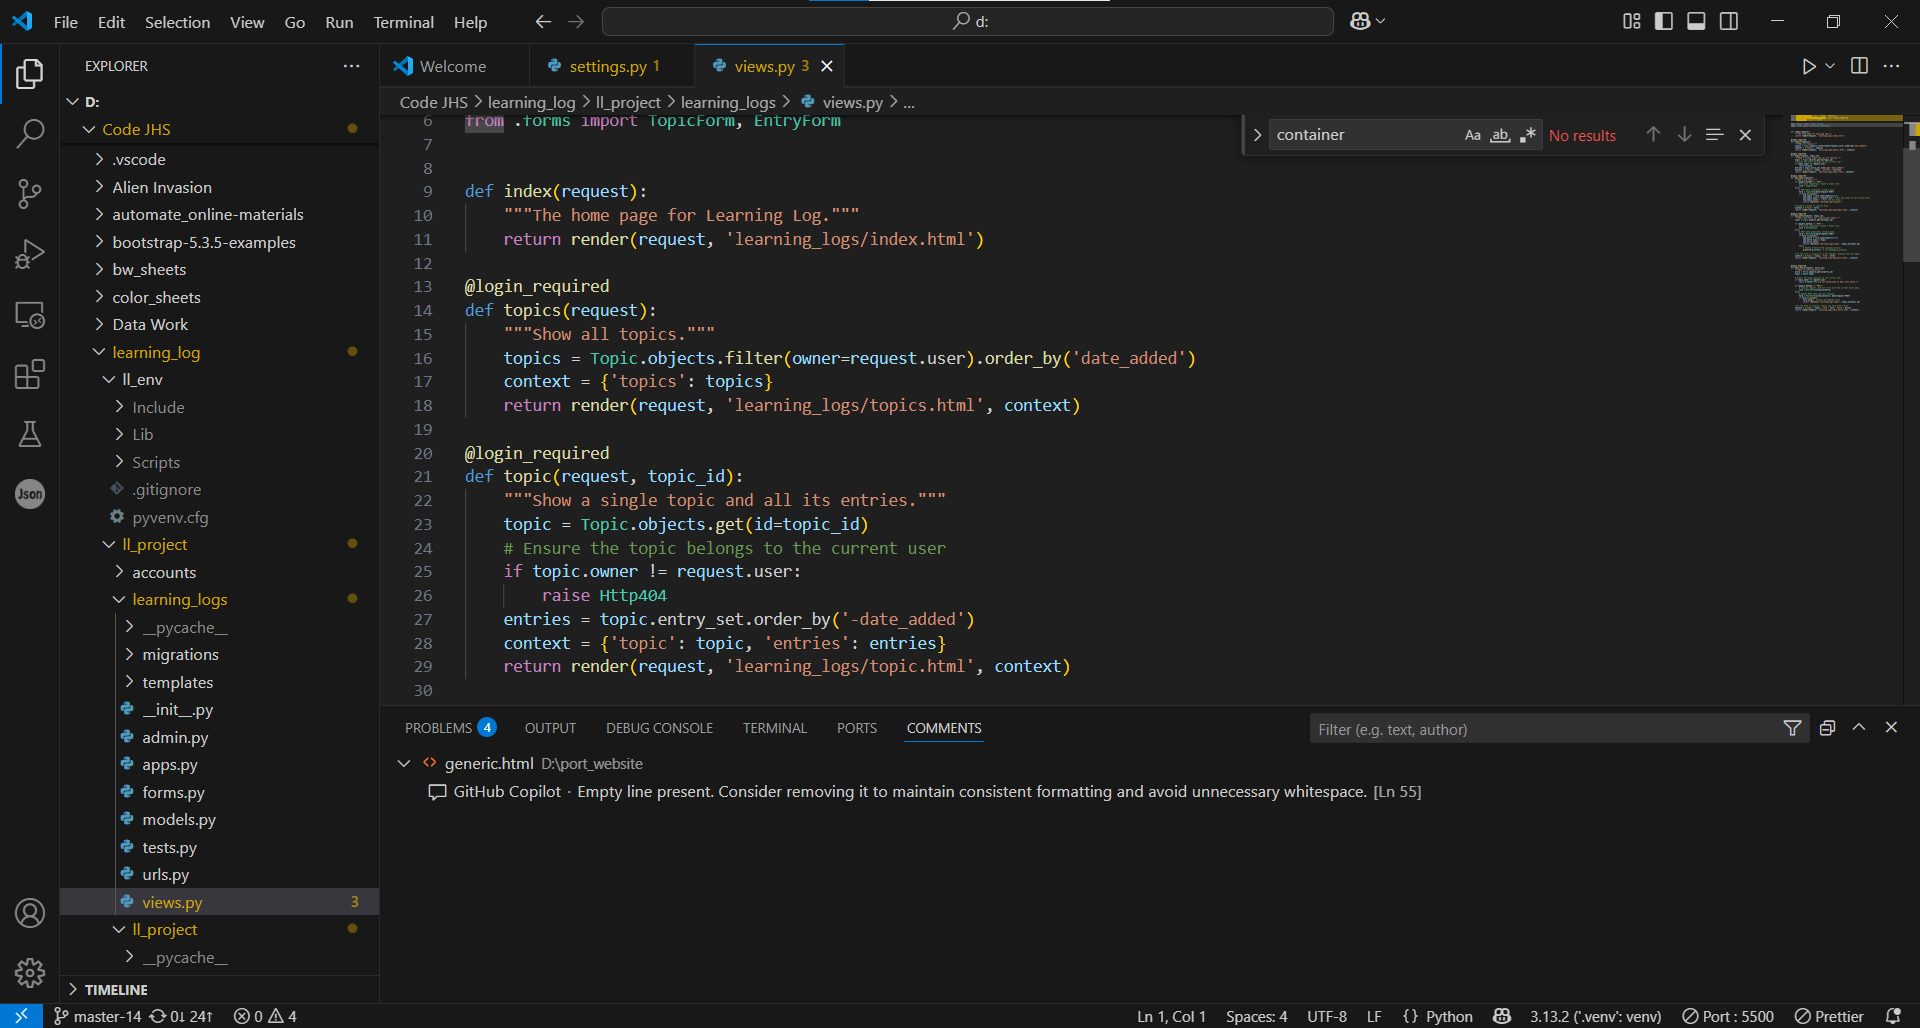 File Edit Selection View Go Run Terminal Help
d:
EXPLORER
D:
Code JHS
.vscode
Alien Invasion
automate_online-materials
bootstrap-5.3.5-examples
bw_sheets
color_sheets
Data Work
learning_log
ll_env
Include
Lib
Scripts
.gitignore
pyvenv.cfg
ll_project
accounts
learning_logs
__pycache__
migrations
templates
__init__.py
admin.py
apps.py
forms.py
models.py
tests.py
urls.py
views.py 3
ll_project
__pycache__
TIMELINE
Json
Welcome settings.py 1 views.py 3
Code JHS > learning_log > ll_project > learning_logs > views.py > ...
container Aa ab No results
6 from .forms import TopicForm, EntryForm
7
8
9 def index(request):
10 """The home page for Learning Log."""
11 return render(request, 'learning_logs/index.html')
12
13 @login_required
14 def topics(request):
15 """Show all topics."""
16 topics = Topic.objects.filter(owner=request.user).order_by('date_added')
17 context = {'topics': topics}
18 return render(request, 'learning_logs/topics.html', context)
19
20 @login_required
21 def topic(request, topic_id):
22 """Show a single topic and all its entries."""
23 topic = Topic.objects.get(id=topic_id)
24 # Ensure the topic belongs to the current user
25 if topic.owner != request.user:
26 raise Http404
27 entries = topic.entry_set.order_by('-date_added')
28 context = {'topic': topic, 'entries': entries}
29 return render(request, 'learning_logs/topic.html', context)
30
PROBLEMS 4 OUTPUT DEBUG CONSOLE TERMINAL PORTS COMMENTS
Filter (e.g. text, author)
generic.html D:\port_website
GitHub Copilot · Empty line present. Consider removing it to maintain consistent formatting and avoid unnecessary whitespace. [Ln 55]
master-14 0↓ 24↑ 0 4 Ln 1, Col 1 Spaces: 4 UTF-8 LF {} Python 3.13.2 ('.venv': venv) Port : 5500 Prettier